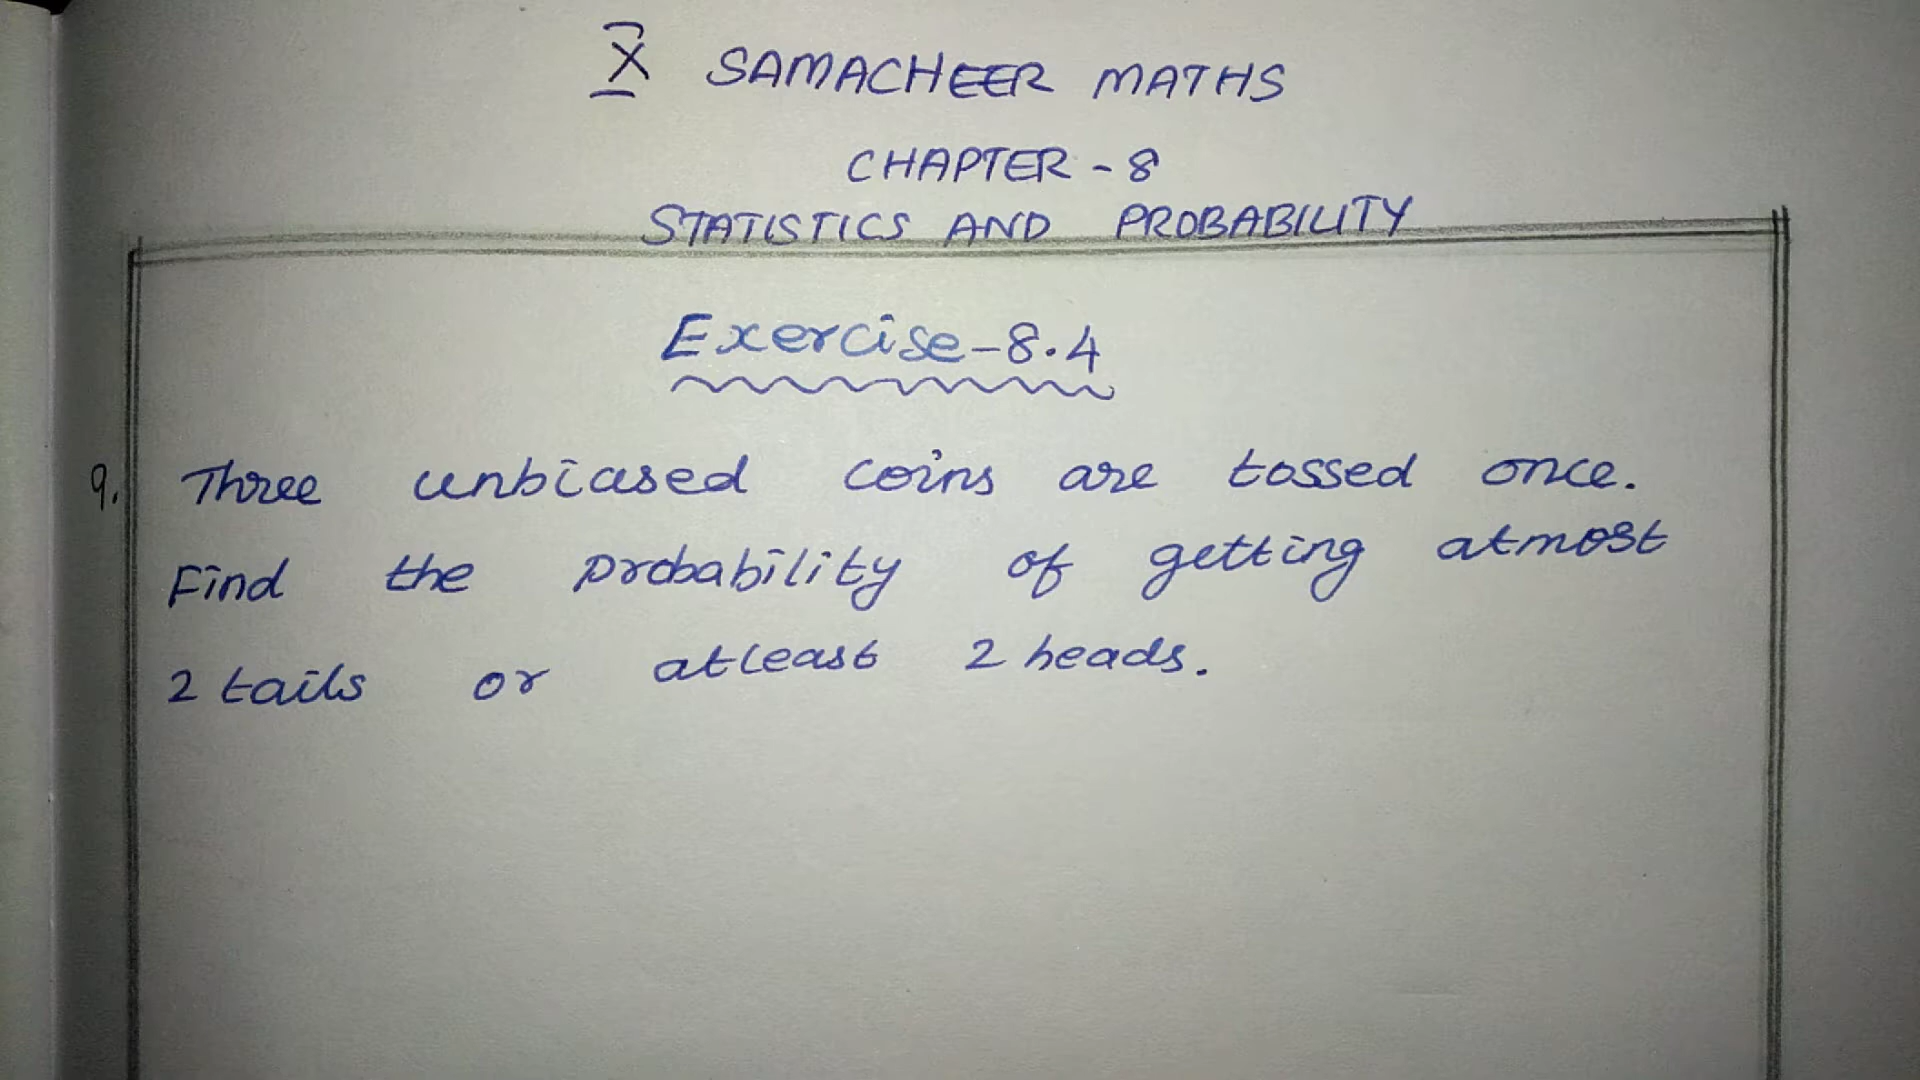 X SAMACHEER MATHS
CHAPTER - 8
STATISTICS AND PROBABILITY
Exercise - 8.4
9. Three unbiased coins are tossed once.
Find the probability of getting atmost
2 tails or atleast 2 heads.